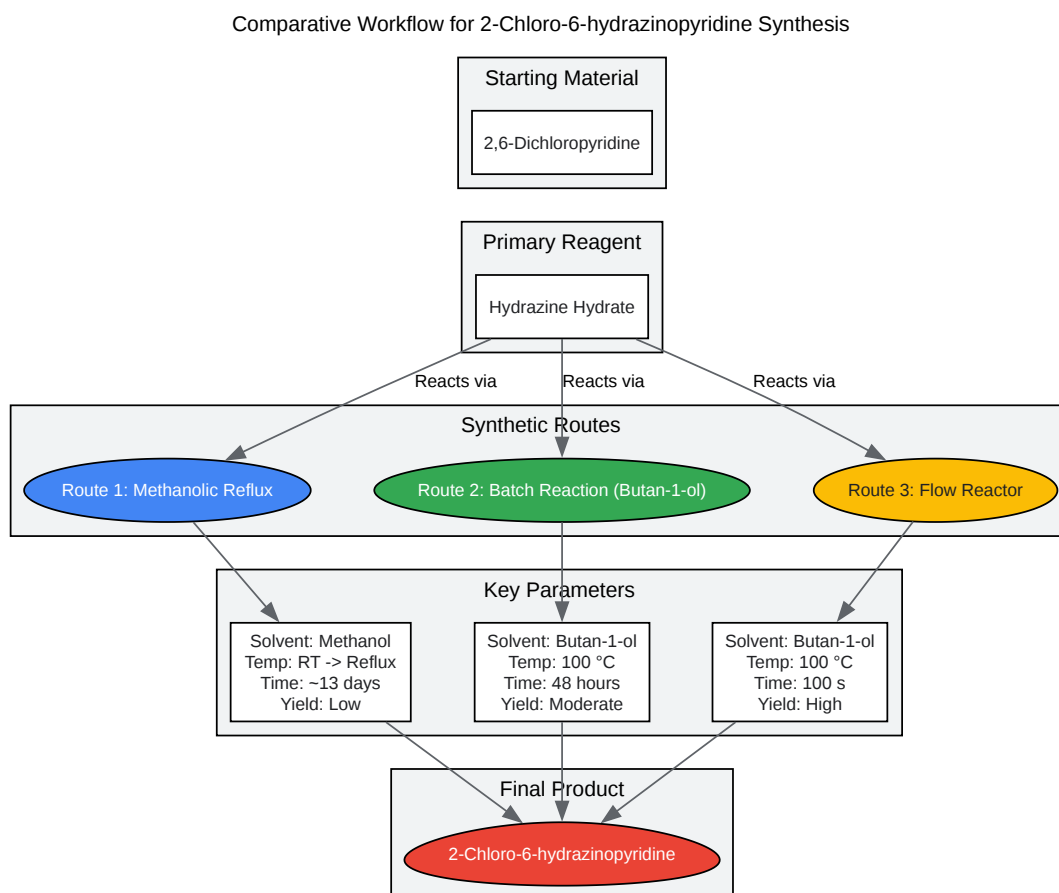 Comparative Workflow for 2-Chloro-6-hydrazinopyridine Synthesis
Starting Material
2,6-Dichloropyridine
Primary Reagent
Hydrazine Hydrate
Reacts via
Reacts via
Reacts via
Synthetic Routes
Route 1: Methanolic Reflux
Route 2: Batch Reaction (Butan-1-ol)
Route 3: Flow Reactor
Key Parameters
Solvent: Methanol
Temp: RT -> Reflux
Time: ~13 days
Yield: Low
Solvent: Butan-1-ol
Temp: 100 °C
Time: 48 hours
Yield: Moderate
Solvent: Butan-1-ol
Temp: 100 °C
Time: 100 s
Yield: High
Final Product
2-Chloro-6-hydrazinopyridine